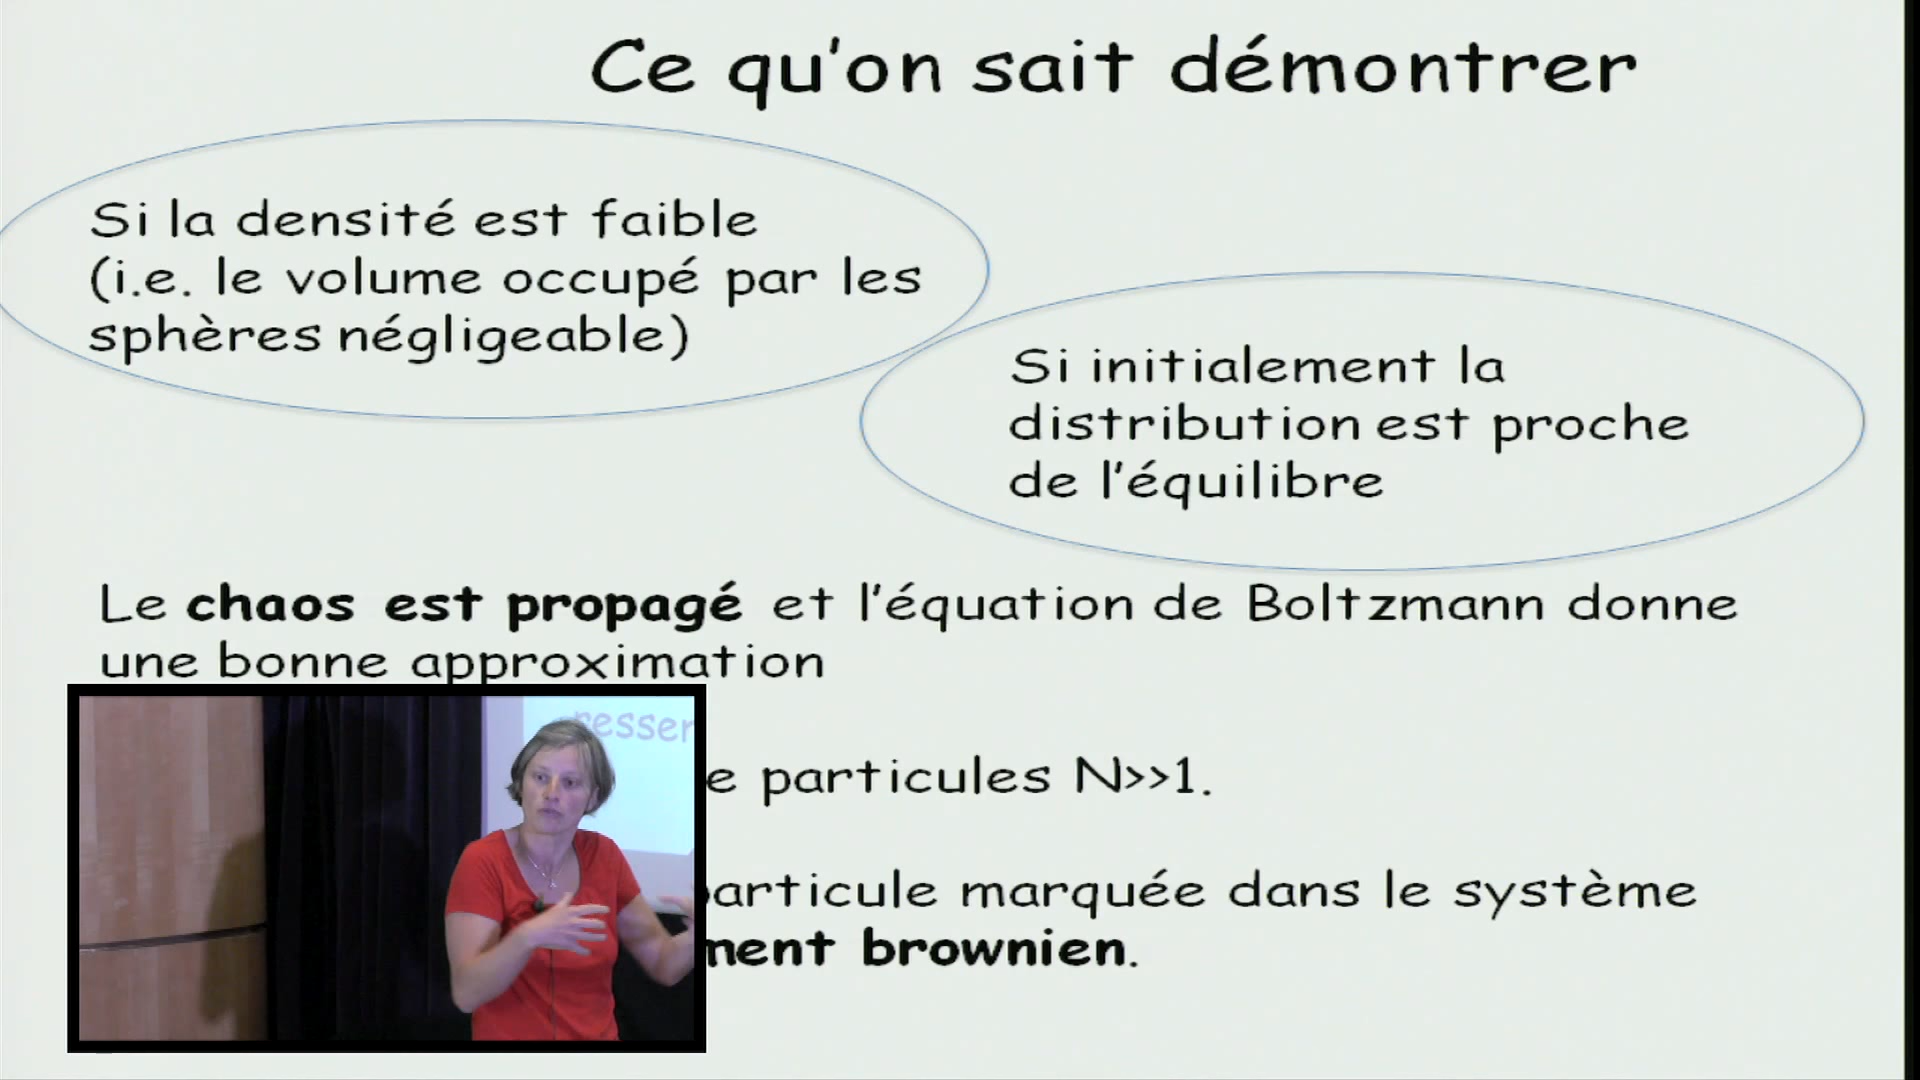 Ce qu'on sait démontrer
Si la densité est faible
(i.e. le volume occupé par les
sphères négligeable)
Si initialement la
distribution est proche
de l'équilibre
Le chaos est propagé et l'équation de Boltzmann donne
une bonne approximation
particules N>>1.
marquée dans le système
brownien.